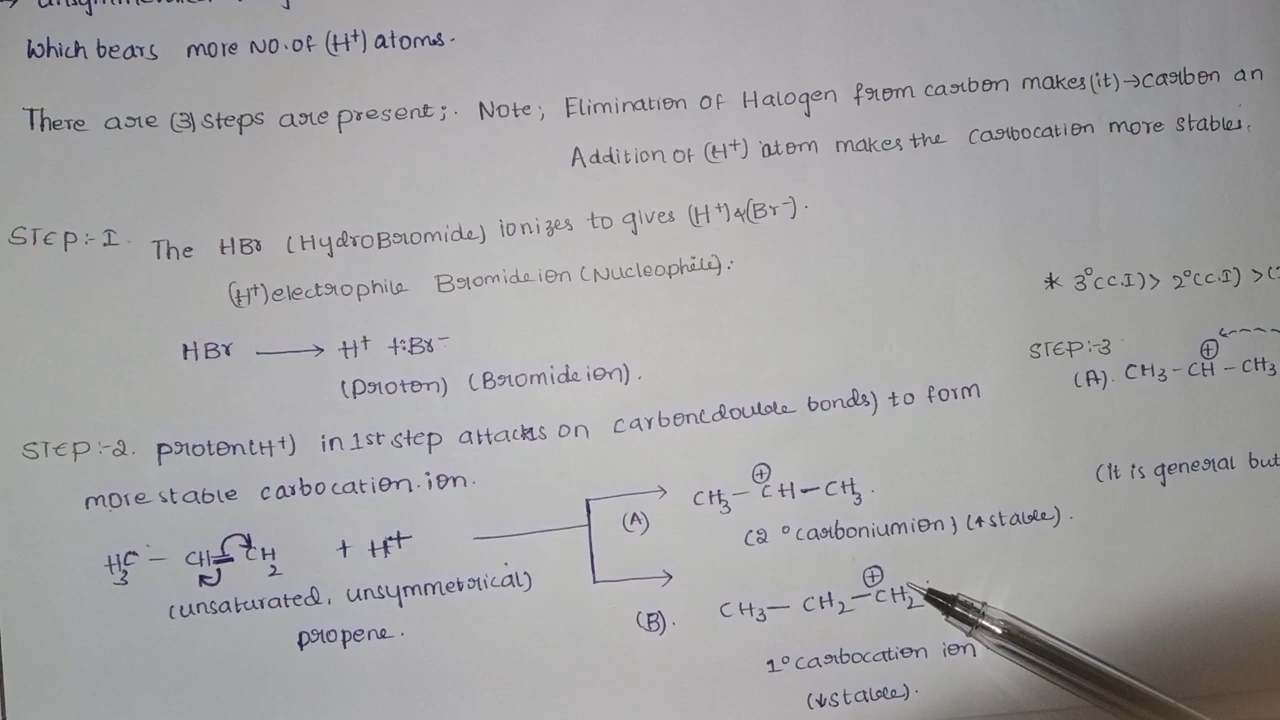 Which bears more No. of (H⁺) atoms.
There are (3) steps are present;. Note; Elimination of Halogen from carbon makes (it) → carbon an
Addition of (H⁺) atom makes the carbocation more stables.
STEP:-I. The HBr (HydroBromide) ionizes to gives (H⁺) & (Br⁻).
(H⁺) electrophile Bromide ion (Nucleophile):
* 3°(C.I) > 2°(C.I) >
HBr ⟶ H⁺ + :Br⁻
(proton) (Bromide ion).
STEP:-3
(A). CH₃ - CH⊕ - CH₃
STEP:-2. proton (H⁺) in 1st step attacks on carbon (double bonds) to form
more stable carbocation.ion.
(It is general but
(A) CH₃ - CH⊕ - CH₃.
(2° carbonium ion) (↑ stable).
H₃C - CH = CH₂ + H⁺
(unsaturated, unsymmetorical)
propene.
(B). CH₃ - CH₂ - CH₂⊕
1° carbocation ion
(↓ stable).